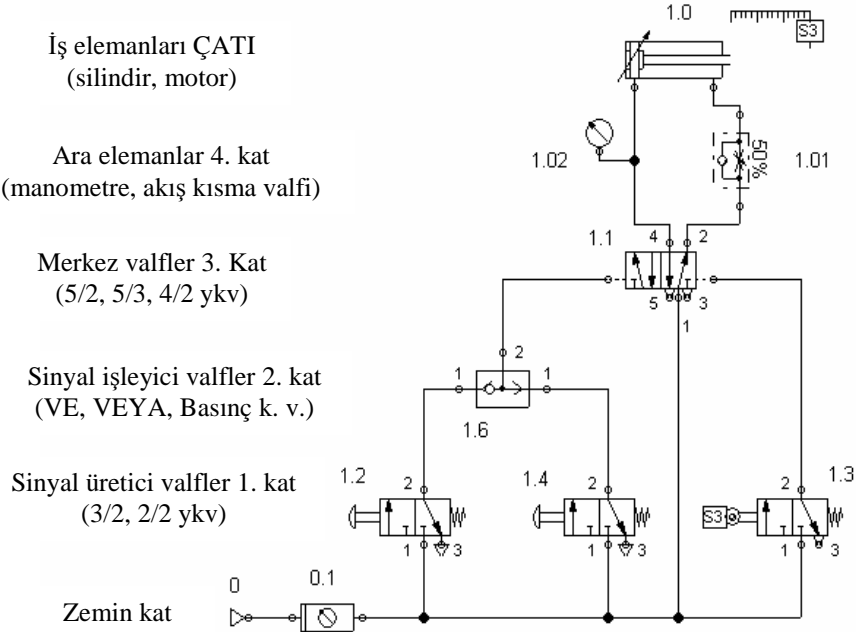 1.0
S3
İş elemanları ÇATI
(silindir, motor)
Ara elemanlar 4. kat
(manometre, akış kısma valfi)
1.02
50%
1.01
Merkez valfler 3. Kat
(5/2, 5/3, 4/2 ykv)
1.1
4
2
5
3
1
Sinyal işleyici valfler 2. kat
(VE, VEYA, Basınç k. v.)
2
1
1
1.6
Sinyal üretici valfler 1. kat
(3/2, 2/2 ykv)
1.2
2
1
3
1.4
2
1
3
1.3
2
S3
1
3
Zemin kat
0
0.1